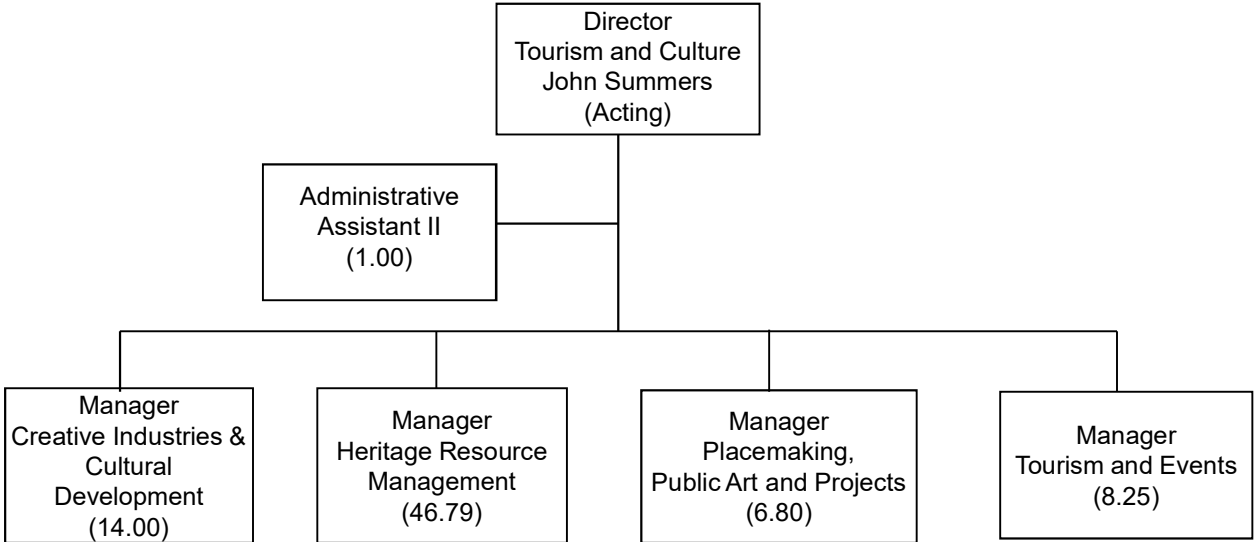 Director
Tourism and Culture
John Summers
(Acting)
Administrative
Assistant II
(1.00)
Manager
Creative Industries &
Cultural
Development
(14.00)
Manager
Heritage Resource
Management
(46.79)
Manager
Placemaking,
Public Art and Projects
(6.80)
Manager
Tourism and Events
(8.25)